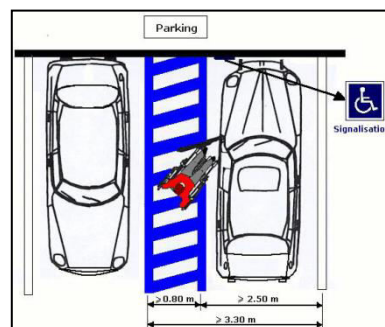 Parking
Signalisation
⩾0.80 m
⩾ 2.50 m
⩾ 3.30 m